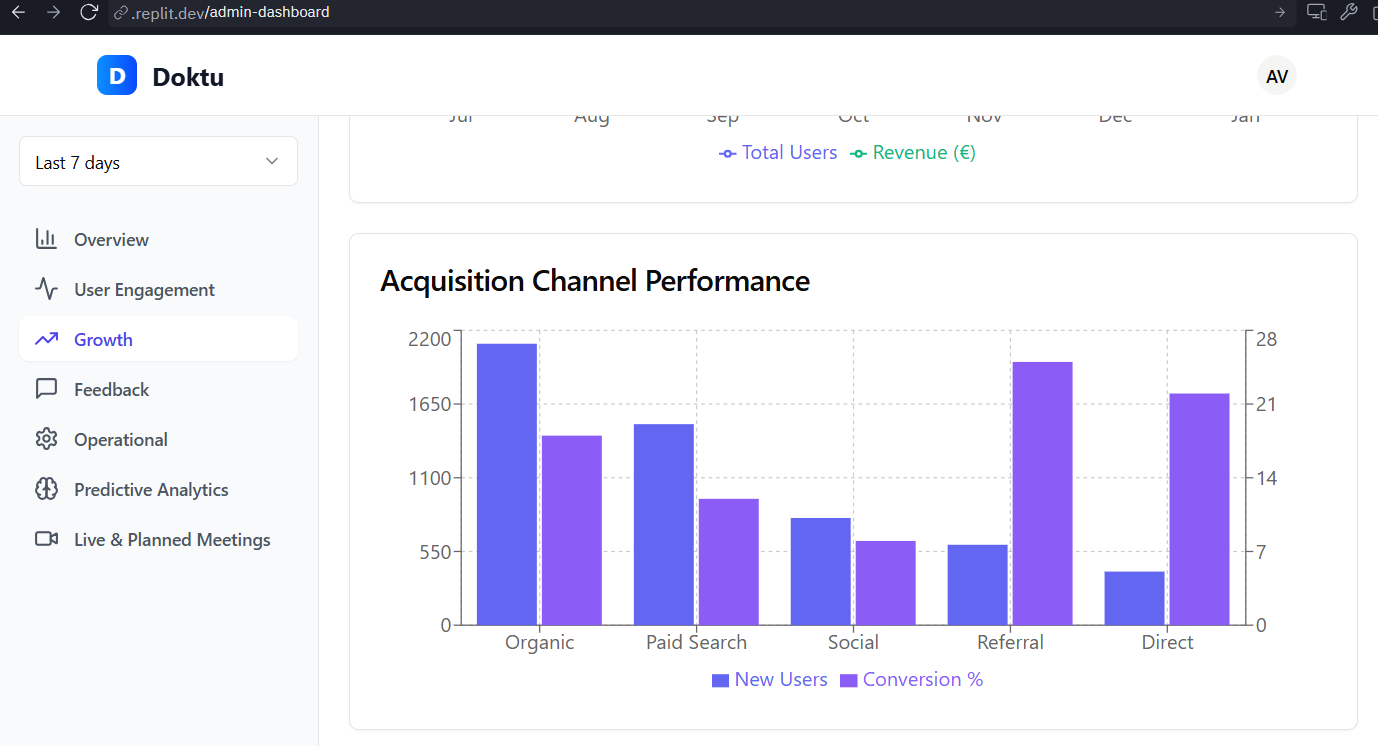 .replit.dev/admin-dashboard
D Doktu
AV
Last 7 days
Overview
User Engagement
Growth
Feedback
Operational
Predictive Analytics
Live & Planned Meetings
Jul Aug Sep Oct Nov Dec Jan
Total Users Revenue (€)
Acquisition Channel Performance
2200 28
1650 21
1100 14
550 7
0 0
Organic Paid Search Social Referral Direct
New Users Conversion %